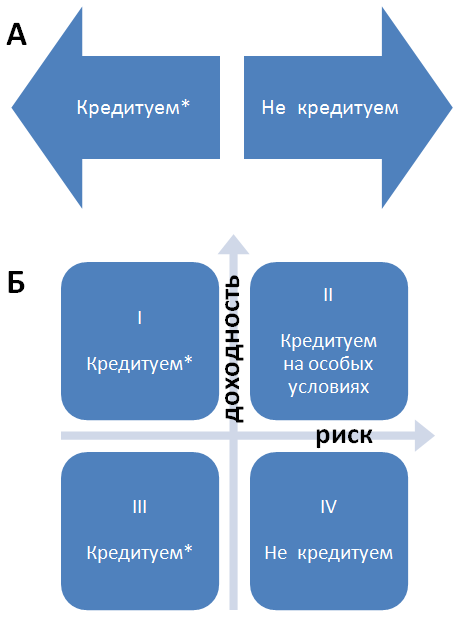 А
Кредитуем*
Не кредитуем
Б
доходность
I
Кредитуем*
II
Кредитуем
на особых
условиях
риск
III
Кредитуем*
IV
Не кредитуем